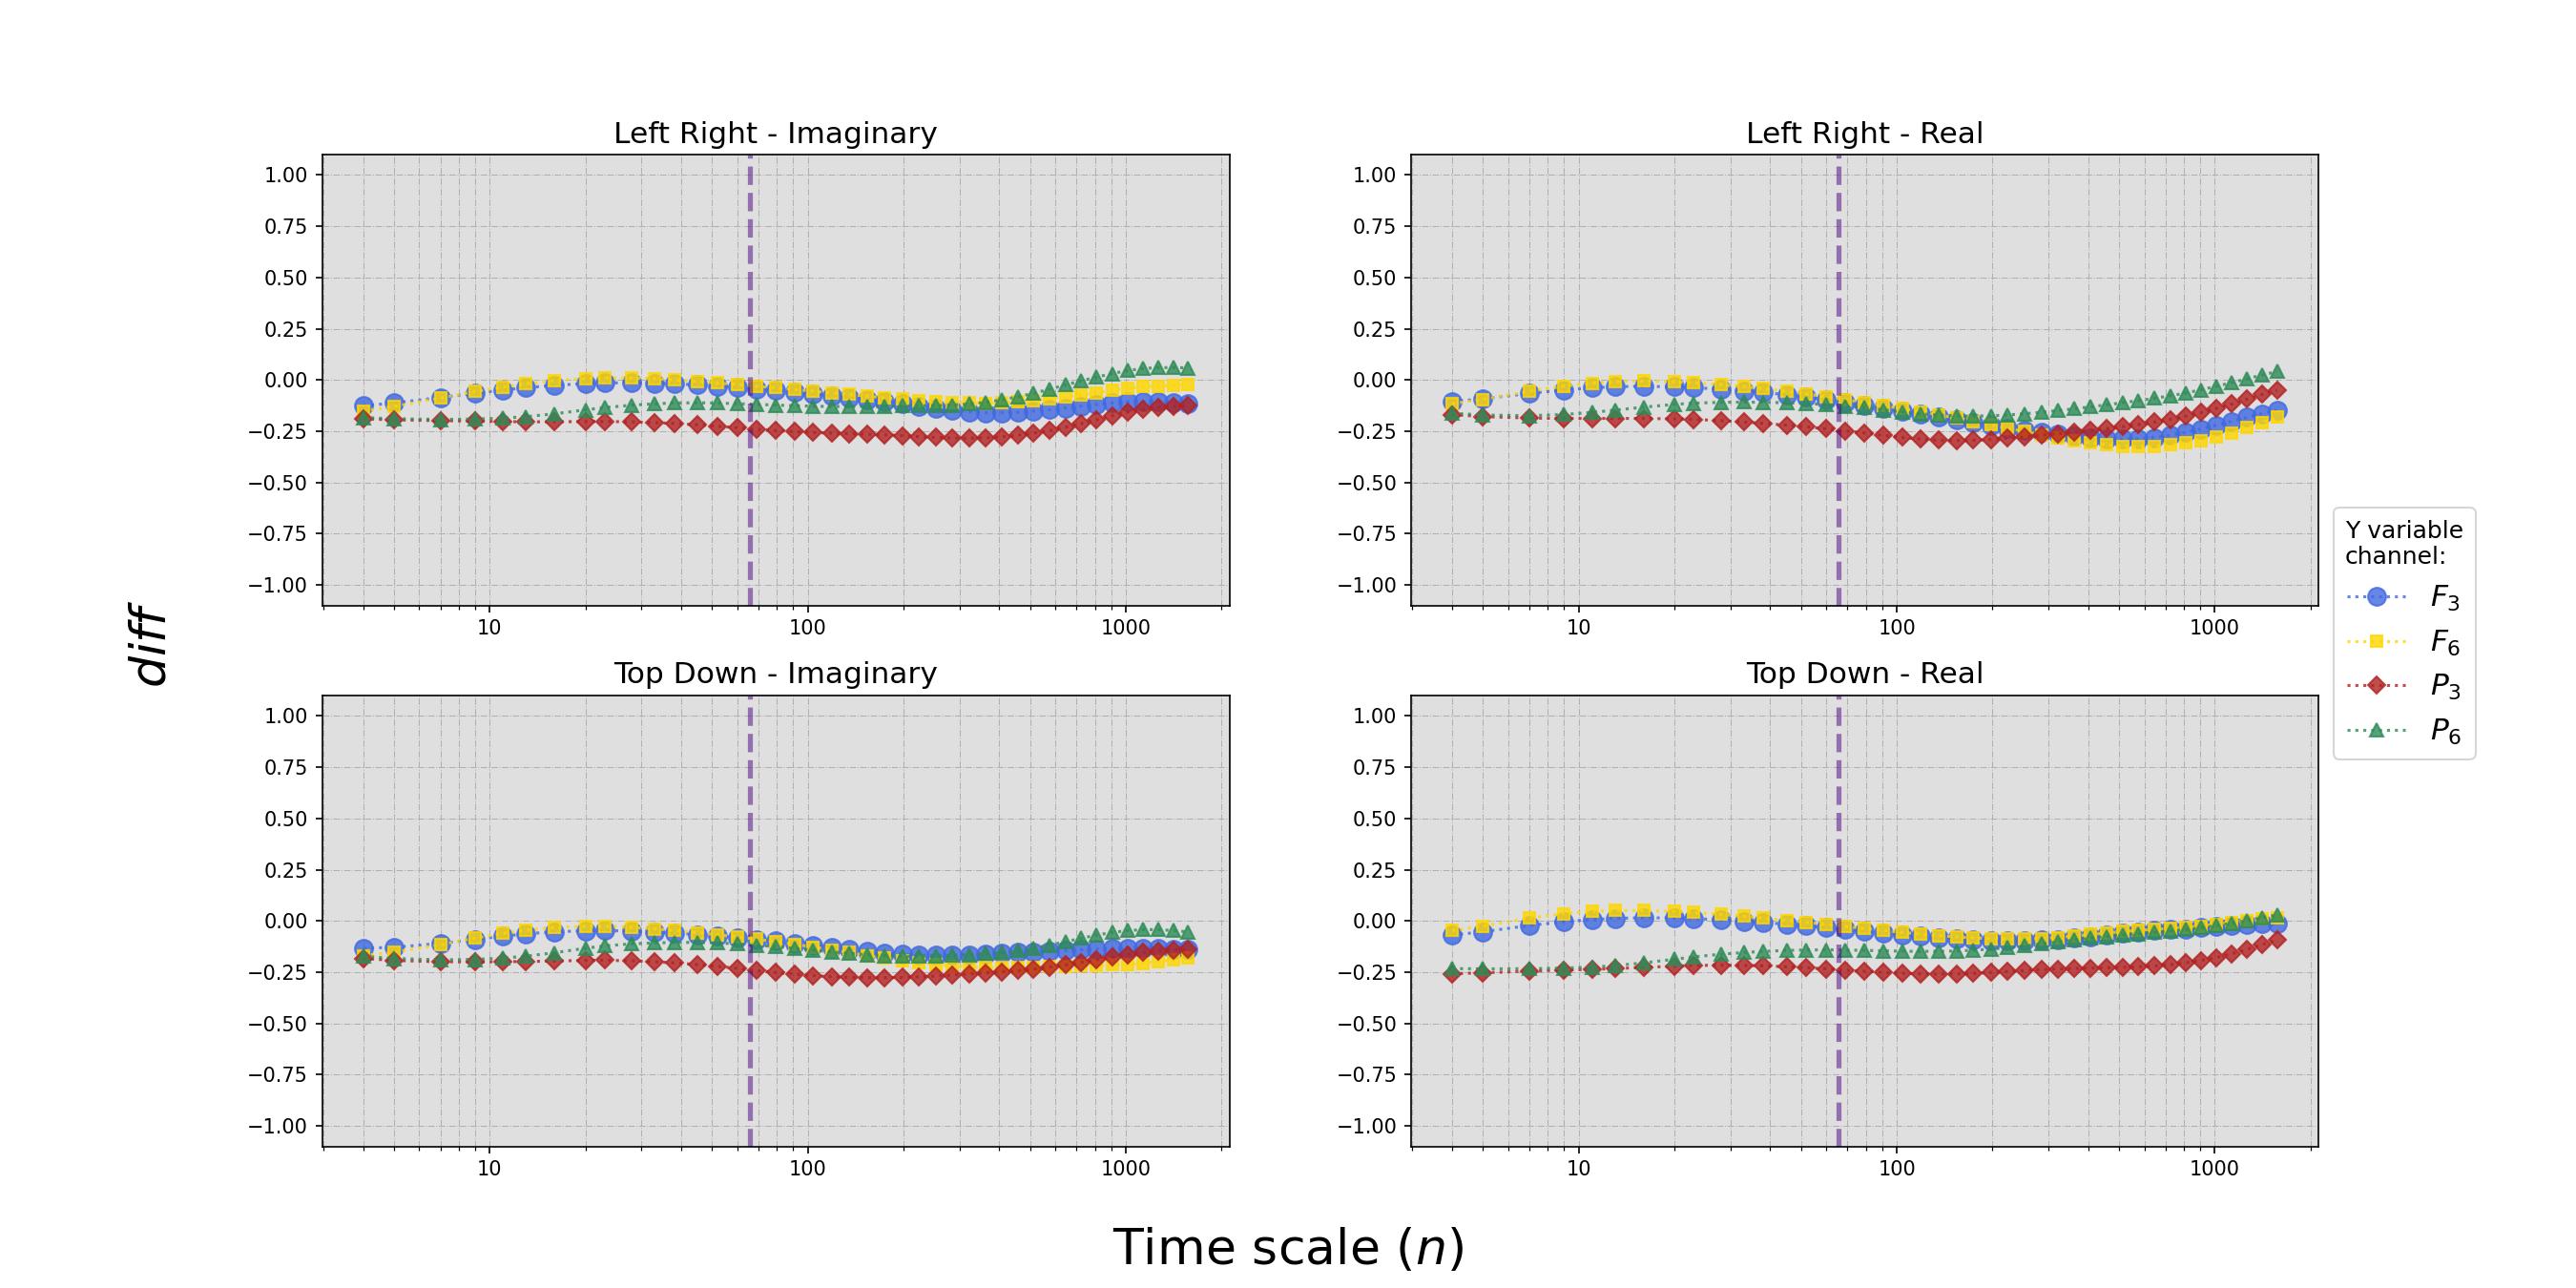 Left Right - Imaginary
1.00
0.75
0.50
0.25
0.00
−0.25
−0.50
−0.75
−1.00
10 100 1000
Left Right - Real
1.00
0.75
0.50
0.25
0.00
−0.25
−0.50
−0.75
−1.00
10 100 1000
Top Down - Imaginary
1.00
0.75
0.50
0.25
0.00
−0.25
−0.50
−0.75
−1.00
10 100 1000
Top Down - Real
1.00
0.75
0.50
0.25
0.00
−0.25
−0.50
−0.75
−1.00
10 100 1000
diff
Time scale (n)
Y variable
channel:
F3
F6
P3
P6